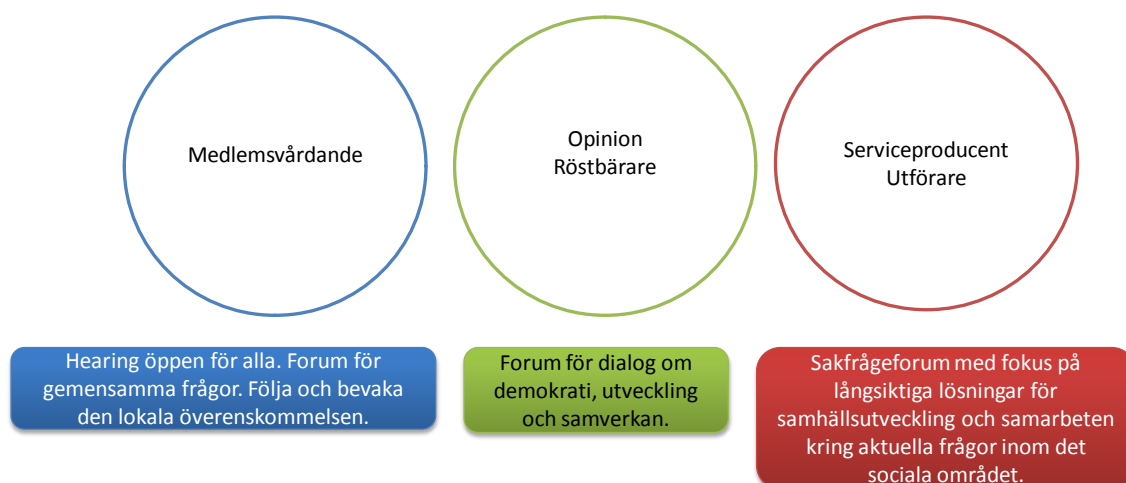 Medlemsvårdande
Opinion
Röstbärare
Serviceproducent
Utförare
Hearing öppen för alla. Forum för
gemensamma frågor. Följa och bevaka
den lokala överenskommelsen.
Forum för dialog om
demokrati, utveckling
och samverkan.
Sakfrågeforum med fokus på
långsiktiga lösningar för
samhällsutveckling och samarbeten
kring aktuella frågor inom det
sociala området.